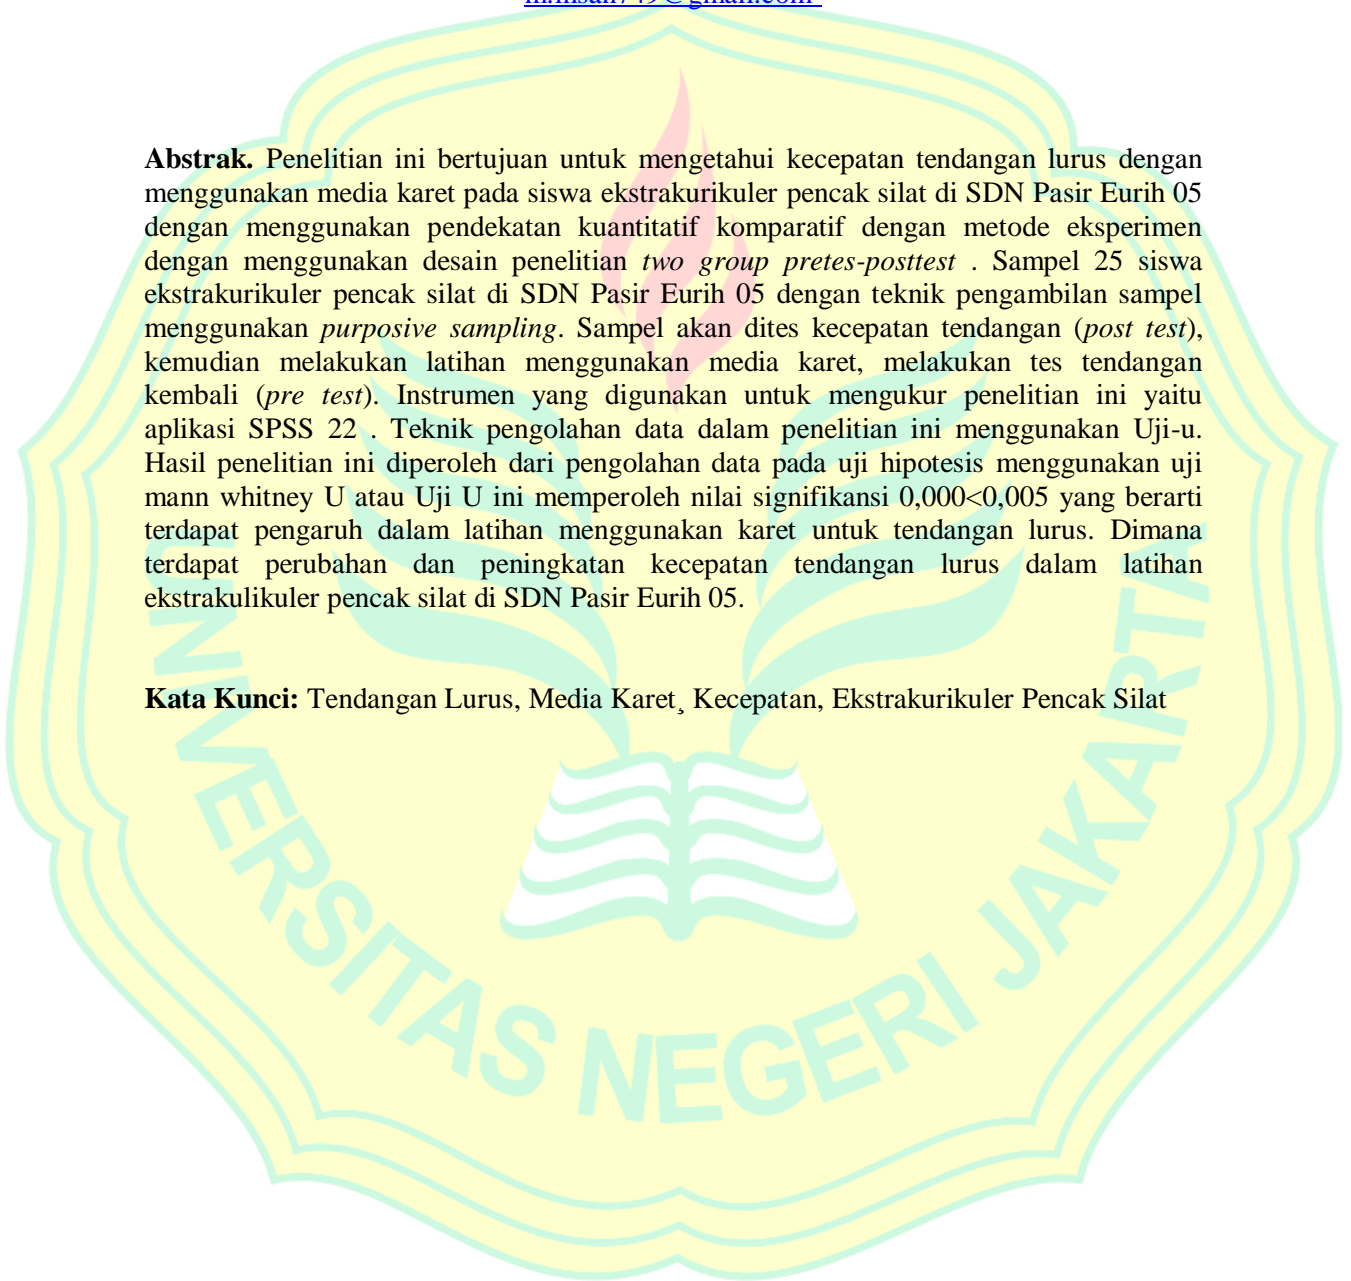 Abstrak. Penelitian ini bertujuan untuk mengetahui kecepatan tendangan lurus dengan
menggunakan media karet pada siswa ekstrakurikuler pencak silat di SDN Pasir Eurih 05
dengan menggunakan pendekatan kuantitatif komparatif dengan metode eksperimen
dengan menggunakan desain penelitian two group pretes-posttest . Sampel 25 siswa
ekstrakurikuler pencak silat di SDN Pasir Eurih 05 dengan teknik pengambilan sampel
menggunakan purposive sampling. Sampel akan dites kecepatan tendangan (post test),
kemudian melakukan latihan menggunakan media karet, melakukan tes tendangan
kembali (pre test). Instrumen yang digunakan untuk mengukur penelitian ini yaitu
aplikasi SPSS 22 . Teknik pengolahan data dalam penelitian ini menggunakan Uji-u.
Hasil penelitian ini diperoleh dari pengolahan data pada uji hipotesis menggunakan uji
mann whitney U atau Uji U ini memperoleh nilai signifikansi 0,000<0,005 yang berarti
terdapat pengaruh dalam latihan menggunakan karet untuk tendangan lurus. Dimana
terdapat perubahan dan peningkatan kecepatan tendangan lurus dalam latihan
ekstrakulikuler pencak silat di SDN Pasir Eurih 05.
Kata Kunci: Tendangan Lurus, Media Karet¸ Kecepatan, Ekstrakurikuler Pencak Silat
UNIVERSITAS NEGERI JAKARTA